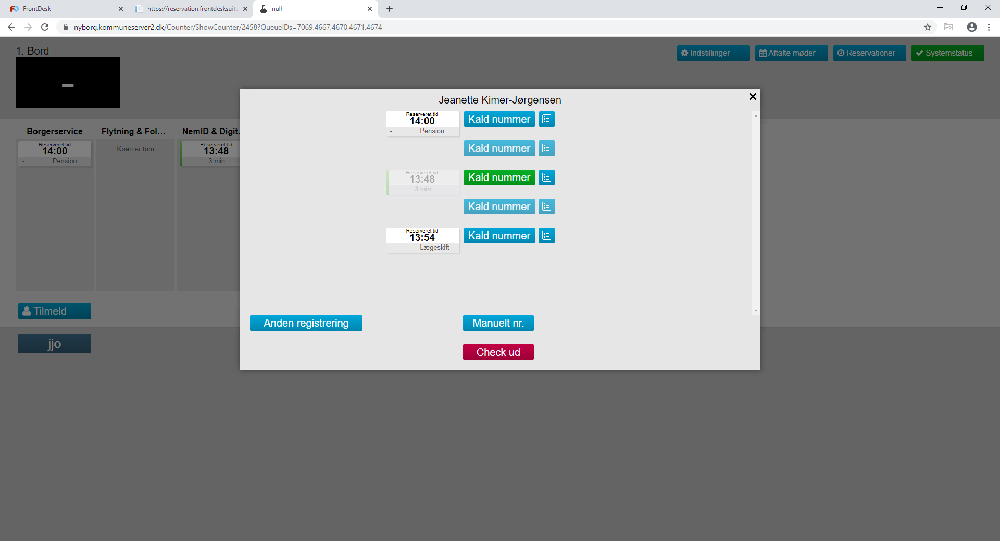 FrontDesk
https://reservation.frontdesksuite
null
nyborg.kommuneserver2.dk/Counter/ShowCounter/2458?QueueIDs=7069,4667,4670,4671,4674
1. Bord
-
Indstillinger
Aftalte møder
Reservationer
Systemstatus
Borgerservice
Flytning & Fol...
NemID & Digit.
Reserveret tid
14:00
- Pension
Køen er tom
Reserveret tid
13:48
3 min.
Tilmeld
jjo
Jeanette Kimer-Jørgensen
Reserveret tid
14:00
- Pension
Kald nummer
Kald nummer
Reserveret tid
13:48
3 min.
Kald nummer
Kald nummer
Reserveret tid
13:54
- Lægeskift
Kald nummer
Anden registrering
Manuelt nr.
Check ud